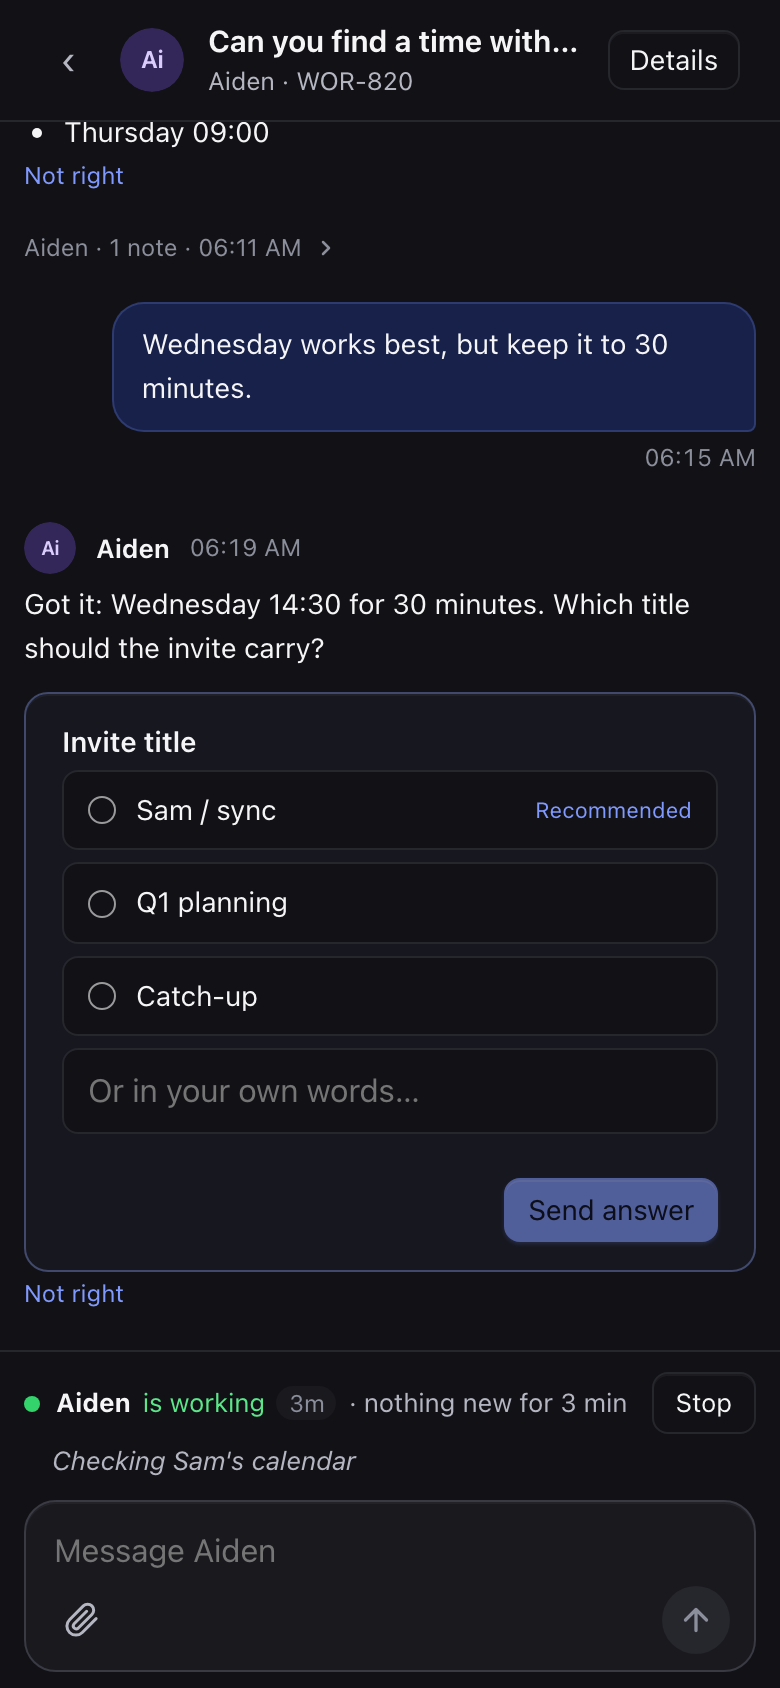 Ai
Can you find a time with...
Details
Aiden · WOR-820
• Thursday 09:00
Not right
Aiden · 1 note · 06:11 AM
Wednesday works best, but keep it to 30
minutes.
06:15 AM
Ai
Aiden 06:19 AM
Got it: Wednesday 14:30 for 30 minutes. Which title
should the invite carry?
Invite title
Sam / sync Recommended
Q1 planning
Catch-up
Or in your own words...
Send answer
Not right
Aiden is working 3m · nothing new for 3 min Stop
Checking Sam's calendar
Message Aiden